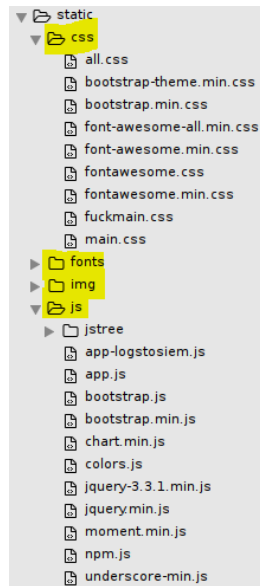 static
css
all.css
bootstrap-theme.min.css
bootstrap.min.css
font-awesome-all.min.css
font-awesome.min.css
fontawesome.css
fontawesome.min.css
fuckmain.css
main.css
fonts
img
js
jstree
app-logstosiem.js
app.js
bootstrap.js
bootstrap.min.js
chart.min.js
colors.js
jquery-3.3.1.min.js
jquery.min.js
moment.min.js
npm.js
underscore-min.js